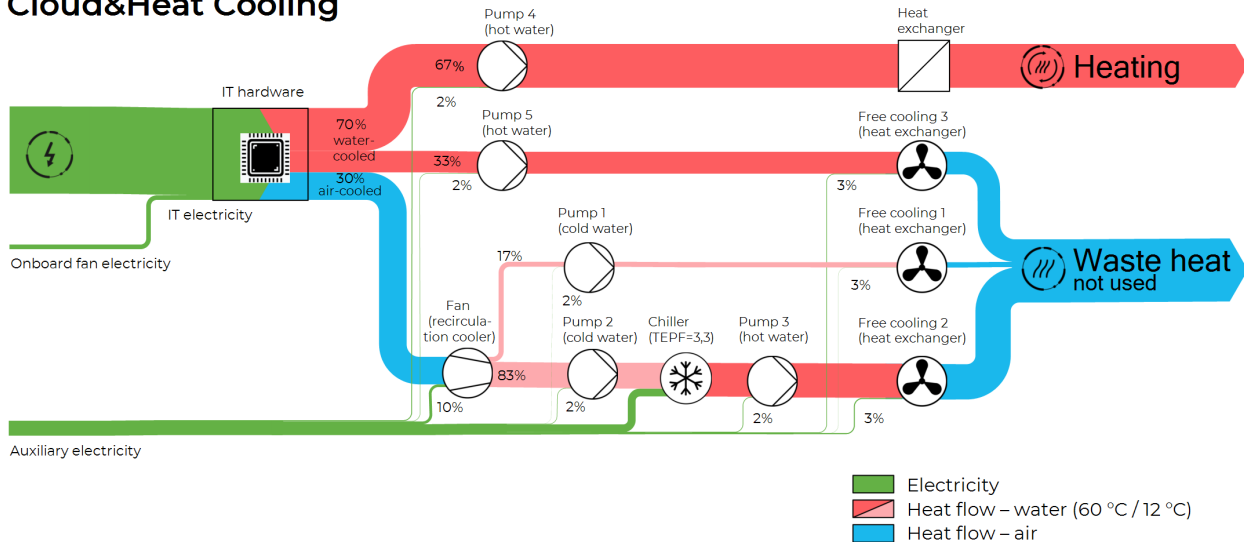 Cloud&Heat Cooling
Pump 4
(hot water)
Heat
exchanger
67%
Heating
IT hardware
2%
Pump 5
(hot water)
Free cooling 3
(heat exchanger)
70%
water-
cooled
33%
30%
air-cooled
2%
3%
IT electricity
Pump 1
(cold water)
Free cooling 1
(heat exchanger)
Onboard fan electricity
17%
Waste heat
not used
2%
3%
Fan
(recircula-
tion cooler)
Pump 2
(cold water)
Chiller
(TEPF=3,3)
Pump 3
(hot water)
Free cooling 2
(heat exchanger)
83%
10%
2%
2%
3%
Auxiliary electricity
Electricity
Heat flow – water (60 °C / 12 °C)
Heat flow – air